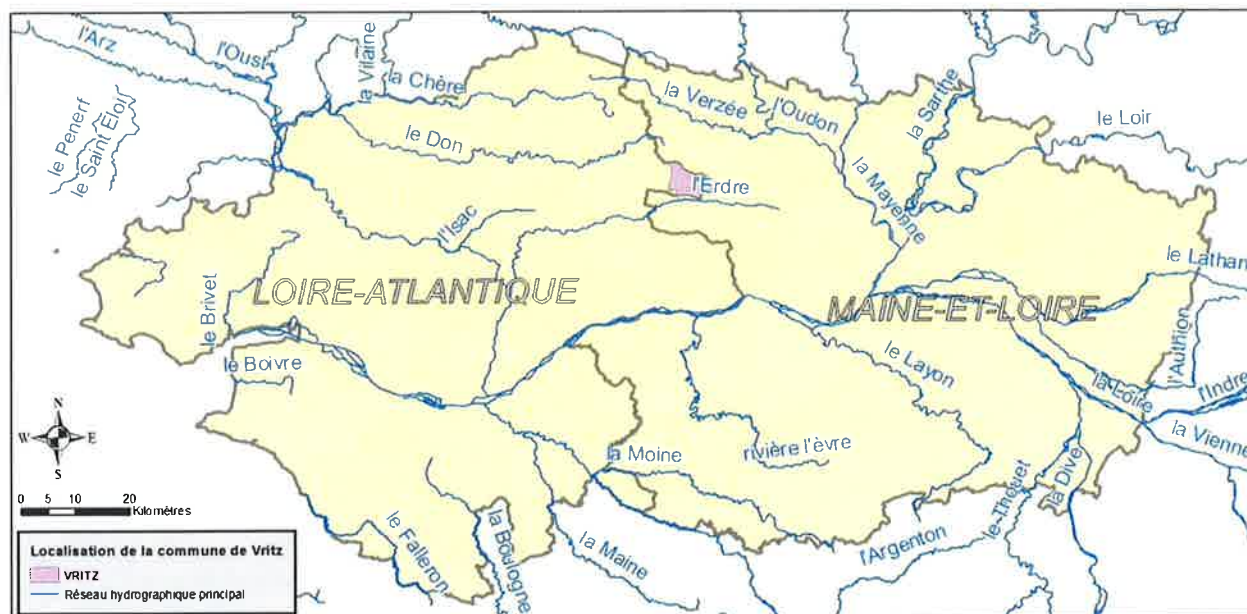 l'Arz
l'Oust
la Vilaine
la Chère
la Verzée
l'Oudon
la Sarthe
le Loir
le Penerf
le Saint Eloi
le Don
l'Erdre
la Mayenne
l'Isac
le Lathan
LOIRE-ATLANTIQUE
MAINE-ET-LOIRE
le Brivet
le Boivre
le Layon
l'Authion
la Loire
l'Indre
la Vienne
la Moine
rivière l'èvre
la Dive
le Thouet
l'Argenton
le Falleron
la Boulogne
la Maine
N
W E
S
0 5 10 20
Kilomètres
Localisation de la commune de Vritz
VRITZ
Réseau hydrographique principal